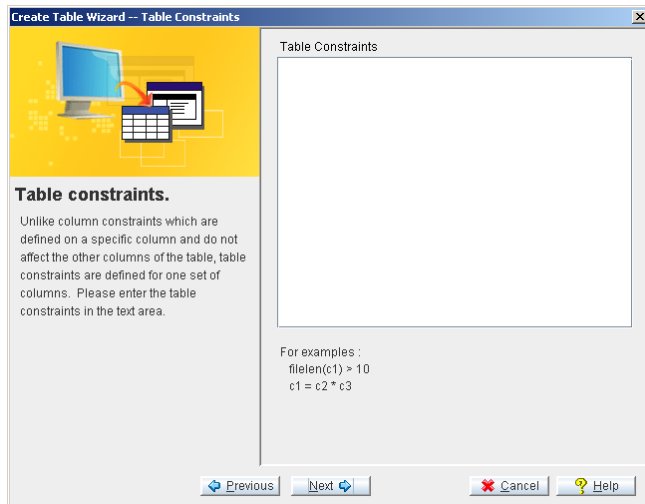 Create Table Wizard -- Table Constraints
Table constraints.
Unlike column constraints which are
defined on a specific column and do not
affect the other columns of the table, table
constraints are defined for one set of
columns.  Please enter the table
constraints in the text area.
Table Constraints
For examples :
filelen(c1) > 10
c1 = c2 * c3
Previous
Next
Cancel
Help